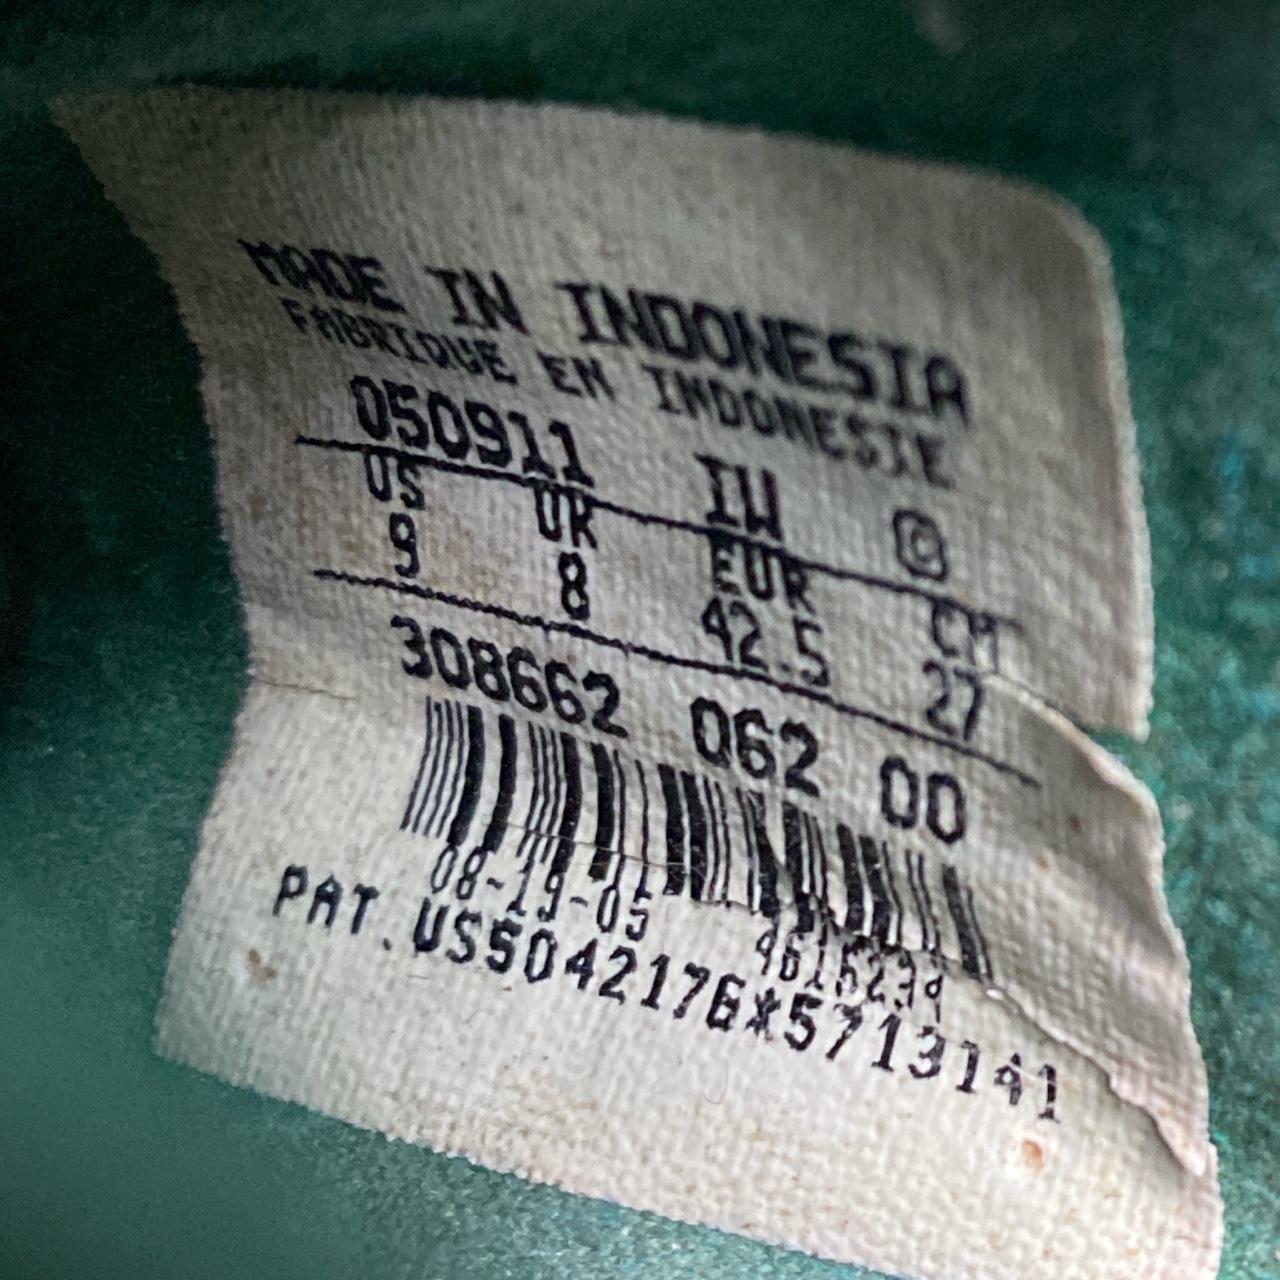 MADE IN INDONESIA
FABRIQUE EN INDONESIE
050911 IW ©
US UK EUR CM
9 8 42.5 27
308662 062 00
08-19-05 4615239
PAT. US5042176*5713141